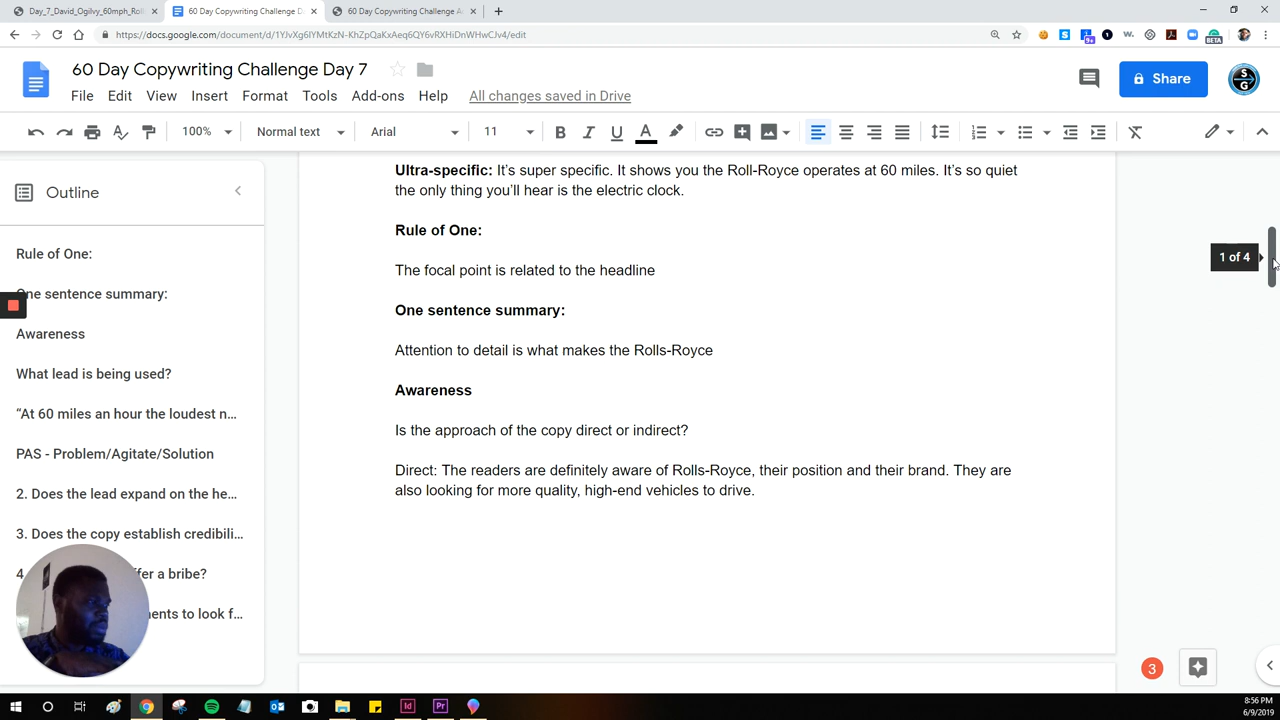 Day_7_David_Ogilvy_60mph_Roll
60 Day Copywriting Challenge D
60 Day Copywriting Challenge A
https://docs.google.com/document/d/1YJvXg6IYMtKzN-KhZpQaKxAeq6QY6vRXHiDnWHwCJv4/edit
9+
BETA
60 Day Copywriting Challenge Day 7
File Edit View Insert Format Tools Add-ons Help All changes saved in Drive
Share
S
G
100% Normal text Arial 11 B I U A
Outline
Rule of One:
One sentence summary:
Awareness
What lead is being used?
“At 60 miles an hour the loudest n...
PAS - Problem/Agitate/Solution
2. Does the lead expand on the he...
3. Does the copy establish credibili...
4
ffer a bribe?
ents to look f...
Ultra-specific: It’s super specific. It shows you the Roll-Royce operates at 60 miles. It’s so quiet
the only thing you’ll hear is the electric clock.
Rule of One:
The focal point is related to the headline
One sentence summary:
Attention to detail is what makes the Rolls-Royce
Awareness
Is the approach of the copy direct or indirect?
Direct: The readers are definitely aware of Rolls-Royce, their position and their brand. They are
also looking for more quality, high-end vehicles to drive.
1 of 4
3
Id
Pr
8:56 PM
6/9/2019